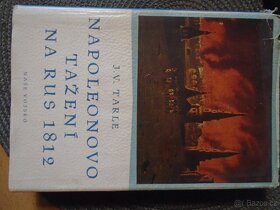 J. V. TARLE
NAPOLEONOVO
TAŽENÍ
NA RUS 1812
NAŠE VOJSKO